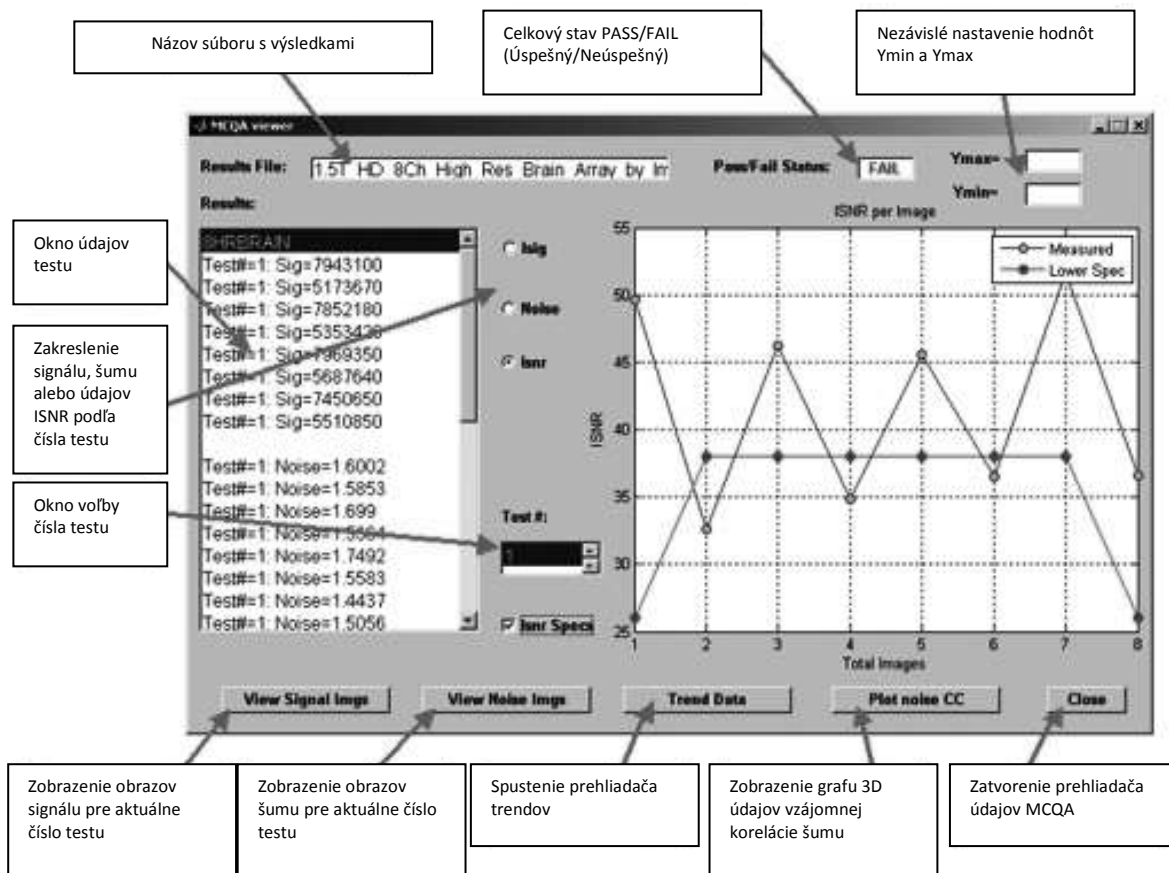 Názov súboru s výsledkami
Celkový stav PASS/FAIL
(Úspešný/Neúspešný)
Nezávislé nastavenie hodnôt
Ymin a Ymax
MCQA viewer
Results File:
1.5T HD 8Ch High Res Brain Array by Im
Pass/Fail Status:
FAIL
Ymax=
Ymin=
Results:
8HRBRAIN
Test#=1: Sig=7943100
Test#=1: Sig=5173670
Test#=1: Sig=7852180
Test#=1: Sig=5353420
Test#=1: Sig=7969350
Test#=1: Sig=5687640
Test#=1: Sig=7450650
Test#=1: Sig=5510850
Test#=1: Noise=1.6002
Test#=1: Noise=1.5853
Test#=1: Noise=1.699
Test#=1: Noise=1.5564
Test#=1: Noise=1.7492
Test#=1: Noise=1.5583
Test#=1: Noise=1.4437
Test#=1: Noise=1.5056
Isig
Noise
Isnr
Test #:
1
Isnr Specs
ISNR per Image
Measured
Lower Spec
55
50
45
40
35
30
25
ISNR
1 2 3 4 5 6 7 8
Total Images
View Signal Imgs
View Noise Imgs
Trend Data
Plot noise CC
Close
Okno údajov
testu
Zakreslenie
signálu, šumu
alebo údajov
ISNR podľa
čísla testu
Okno voľby
čísla testu
Zobrazenie obrazov
signálu pre aktuálne
číslo testu
Zobrazenie obrazov
šumu pre aktuálne číslo
testu
Spustenie prehliadača
trendov
Zobrazenie grafu 3D
údajov vzájomnej
korelácie šumu
Zatvorenie prehliadača
údajov MCQA